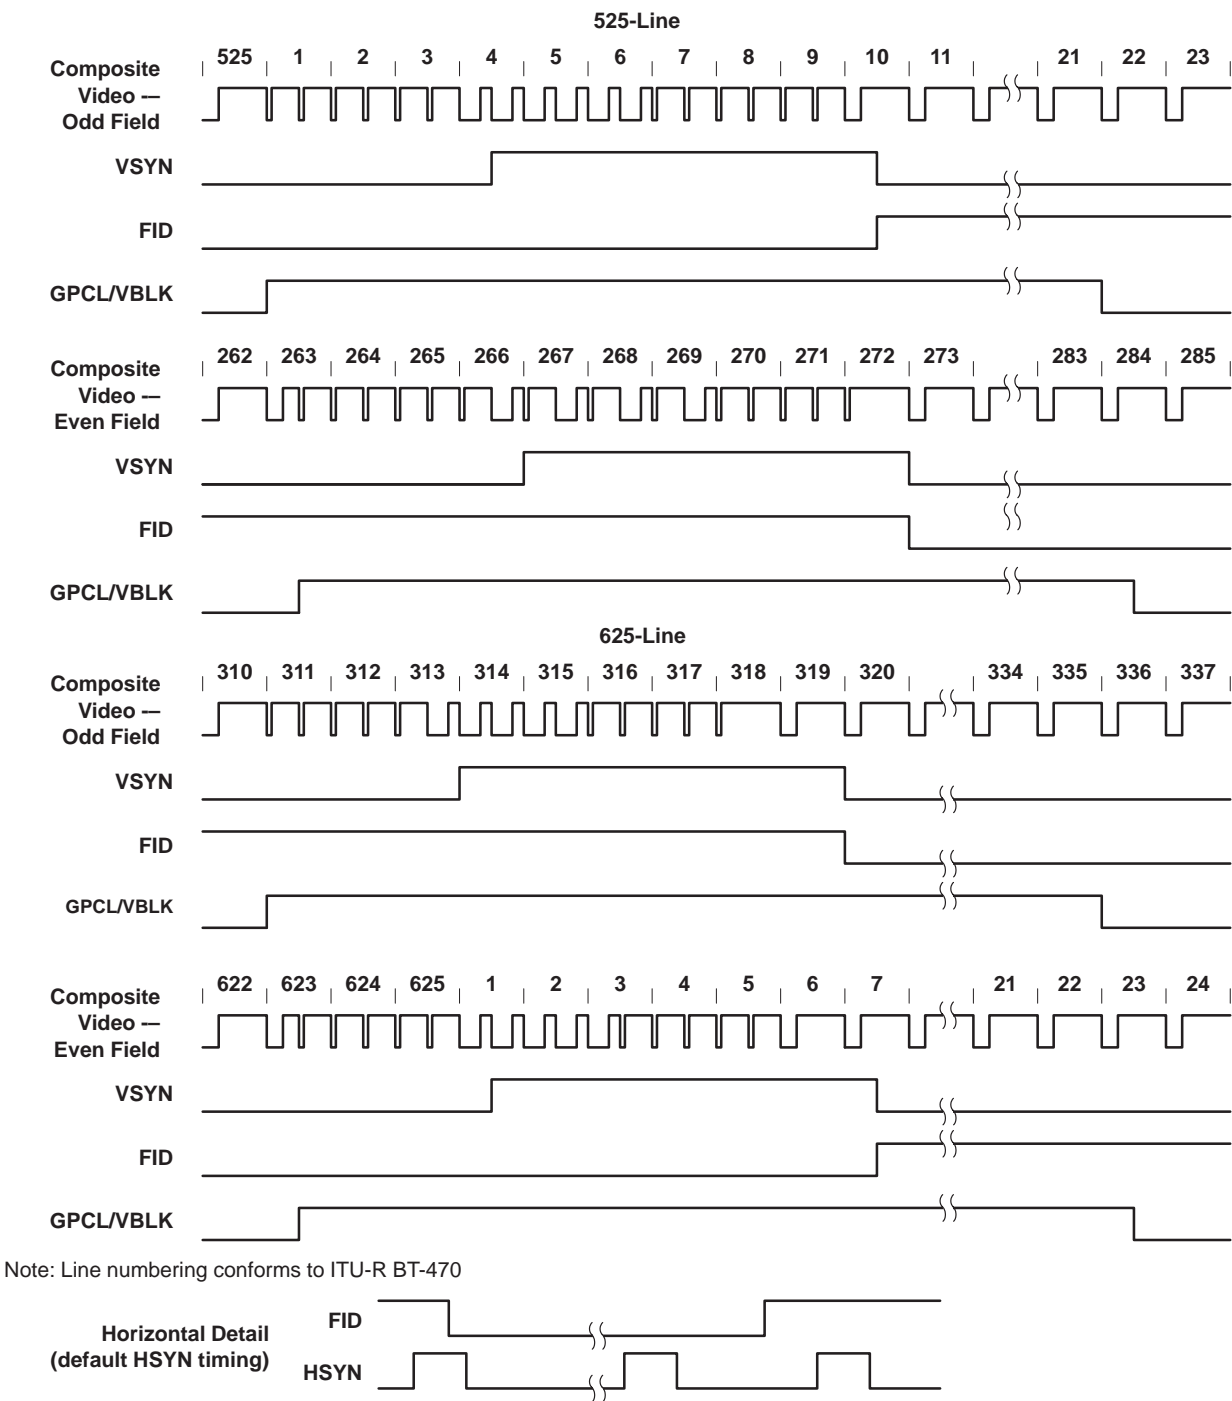 525-Line
525 1 2 3 4 5 6 7 8 9 10 11 21 22 23
Composite
Video -–
Odd Field
VSYN
FID
GPCL/VBLK
262 263 264 265 266 267 268 269 270 271 272 273 283 284 285
Composite
Video -–
Even Field
VSYN
FID
GPCL/VBLK
625-Line
310 311 312 313 314 315 316 317 318 319 320 334 335 336 337
Composite
Video -–
Odd Field
VSYN
FID
GPCL/VBLK
622 623 624 625 1 2 3 4 5 6 7 21 22 23 24
Composite
Video -–
Even Field
VSYN
FID
GPCL/VBLK
Note: Line numbering conforms to ITU-R BT-470
FID
Horizontal Detail
(default HSYN timing)
HSYN